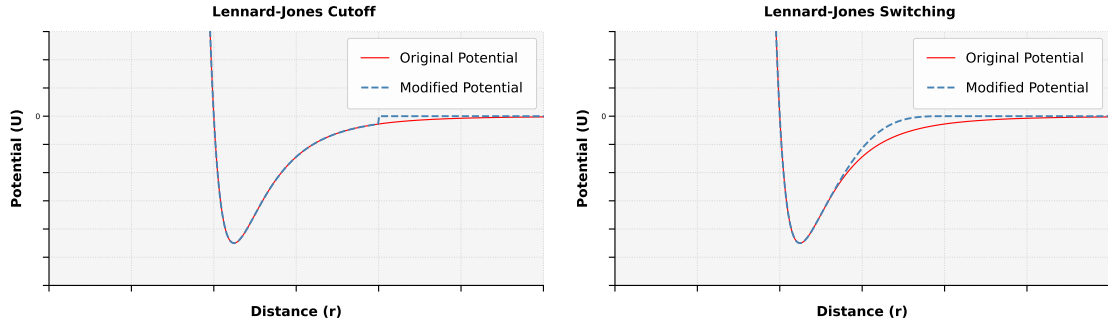 Lennard-Jones Cutoff
Original Potential
Modified Potential
0
Potential (U)
Distance (r)
Lennard-Jones Switching
Original Potential
Modified Potential
0
Potential (U)
Distance (r)